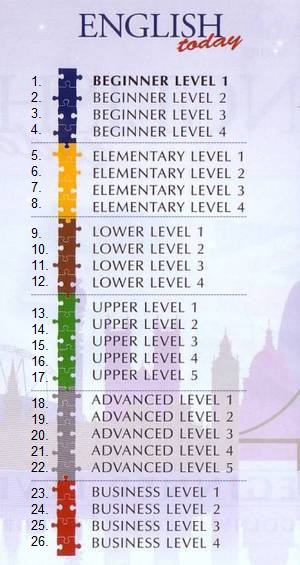 ENGLISH
today
1. BEGINNER LEVEL 1
2. BEGINNER LEVEL 2
3. BEGINNER LEVEL 3
4. BEGINNER LEVEL 4
5. ELEMENTARY LEVEL 1
6. ELEMENTARY LEVEL 2
7. ELEMENTARY LEVEL 3
8. ELEMENTARY LEVEL 4
9. LOWER LEVEL 1
10. LOWER LEVEL 2
11. LOWER LEVEL 3
12. LOWER LEVEL 4
13. UPPER LEVEL 1
14. UPPER LEVEL 2
15. UPPER LEVEL 3
16. UPPER LEVEL 4
17. UPPER LEVEL 5
18. ADVANCED LEVEL 1
19. ADVANCED LEVEL 2
20. ADVANCED LEVEL 3
21. ADVANCED LEVEL 4
22. ADVANCED LEVEL 5
23. BUSINESS LEVEL 1
24. BUSINESS LEVEL 2
25. BUSINESS LEVEL 3
26. BUSINESS LEVEL 4